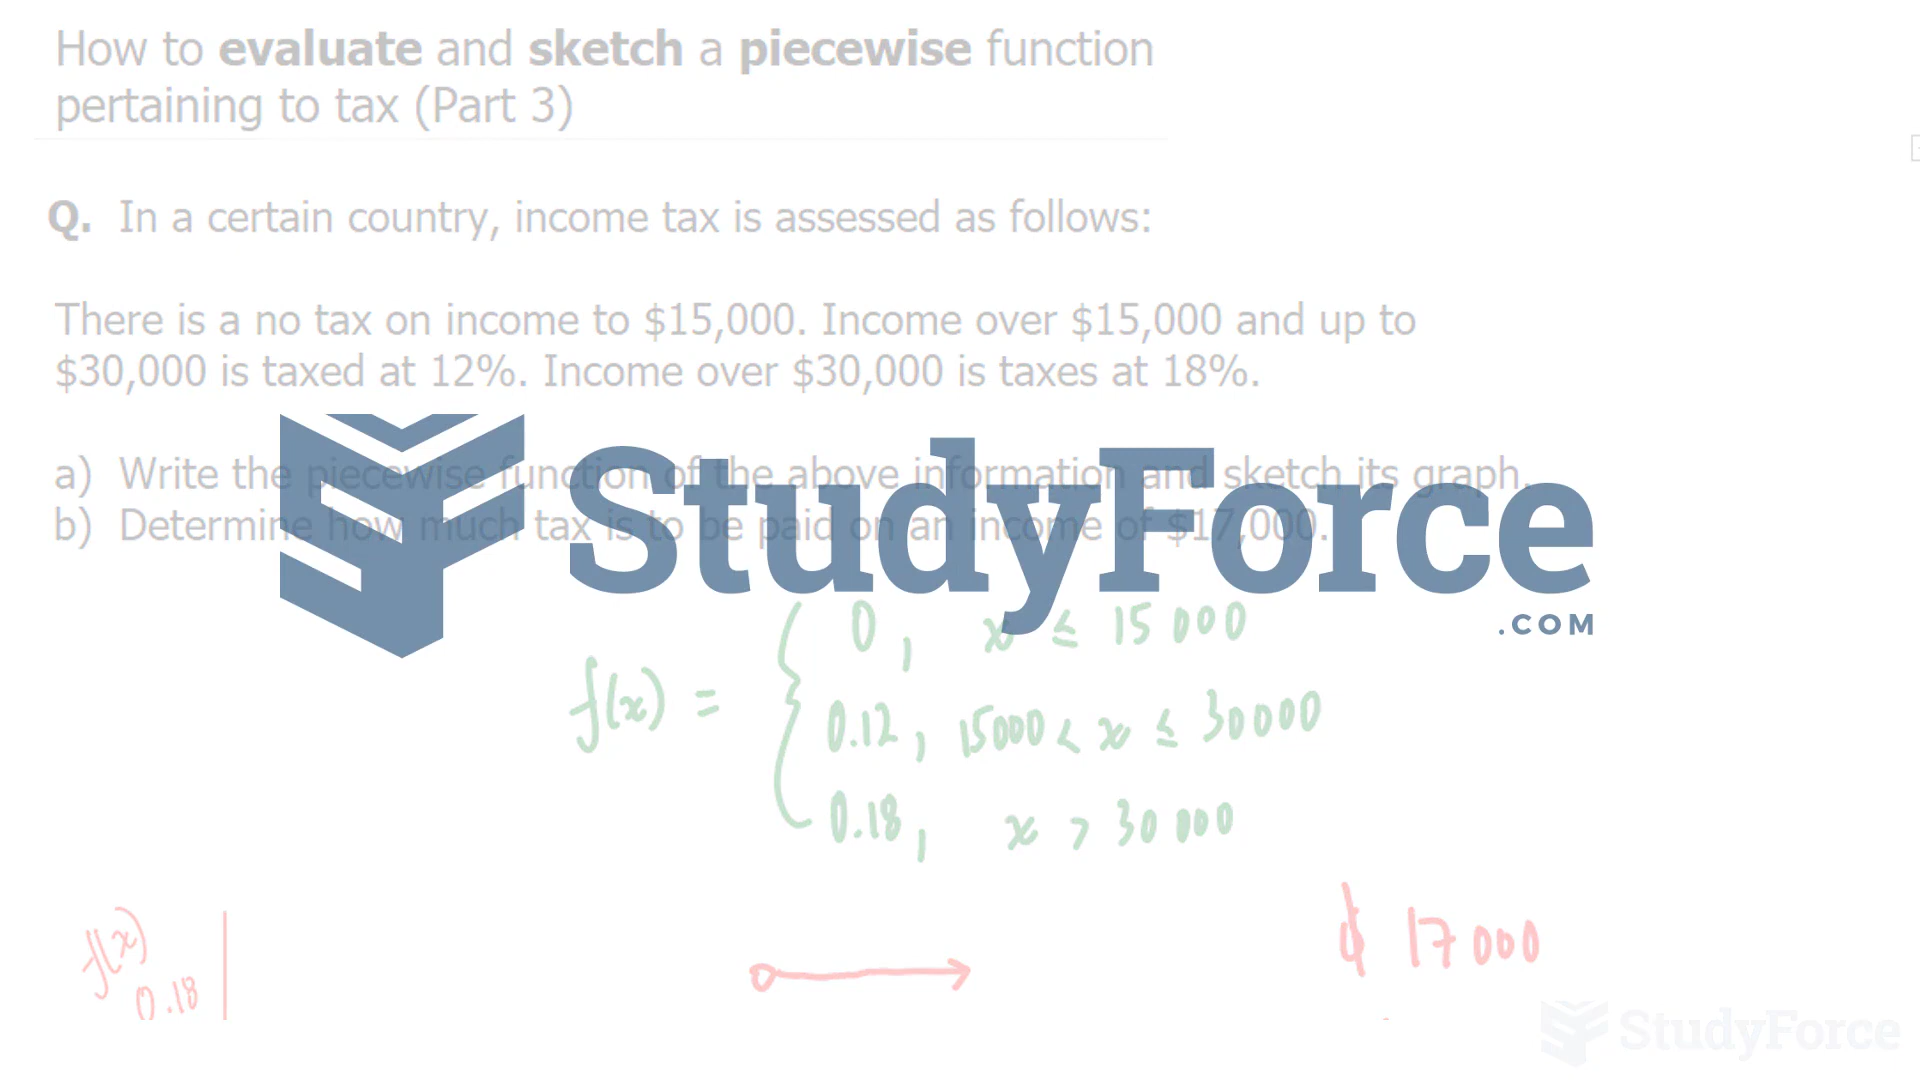 How to evaluate and sketch a piecewise function
pertaining to tax (Part 3)
Q. In a certain country, income tax is assessed as follows:
There is a no tax on income to $15,000. Income over $15,000 and up to
$30,000 is taxed at 12%. Income over $30,000 is taxes at 18%.
a) Write the piecewise function of the above information and sketch its graph.
b) Determine how much tax is to be paid on an income of $17,000.
StudyForce
.COM
0, x ≤ 15 000
f(x) =
0.12, 15000 < x ≤ 30000
0.18, x > 30 000
f(x)
0.18
$ 17 000
StudyForce